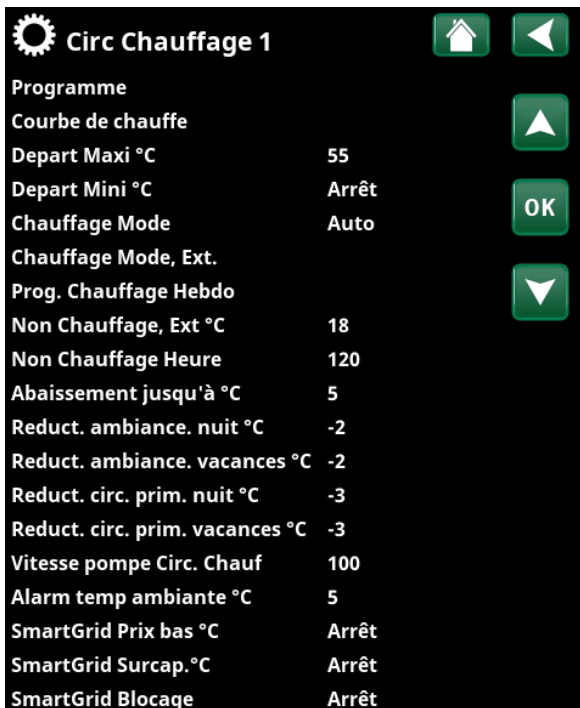 Circ Chauffage 1
Programme
Courbe de chauffe
Depart Maxi °C 55
Depart Mini °C Arrêt
OK
Chauffage Mode Auto
Chauffage Mode, Ext.
Prog. Chauffage Hebdo
Non Chauffage, Ext °C 18
Non Chauffage Heure 120
Abaissement jusqu'à °C 5
Reduct. ambiance. nuit °C -2
Reduct. ambiance. vacances °C -2
Reduct. circ. prim. nuit °C -3
Reduct. circ. prim. vacances °C -3
Vitesse pompe Circ. Chauf 100
Alarm temp ambiante °C 5
SmartGrid Prix bas °C Arrêt
SmartGrid Surcap.°C Arrêt
SmartGrid Blocage Arrêt